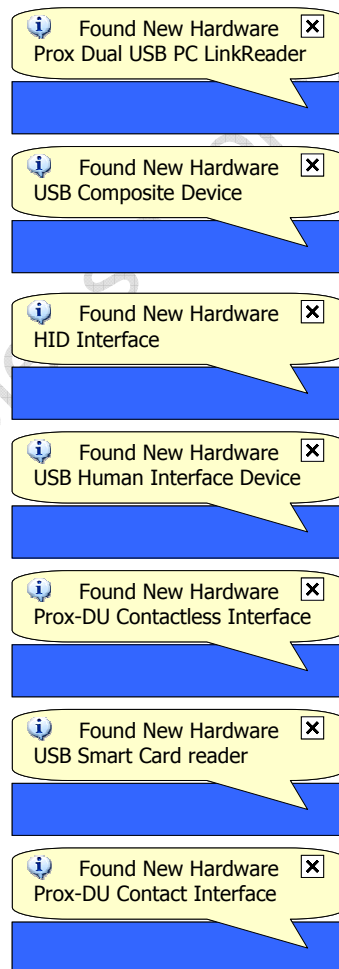 Found New Hardware
Prox Dual USB PC LinkReader
Found New Hardware
USB Composite Device
Found New Hardware
HID Interface
Found New Hardware
USB Human Interface Device
Found New Hardware
Prox-DU Contactless Interface
Found New Hardware
USB Smart Card reader
Found New Hardware
Prox-DU Contact Interface